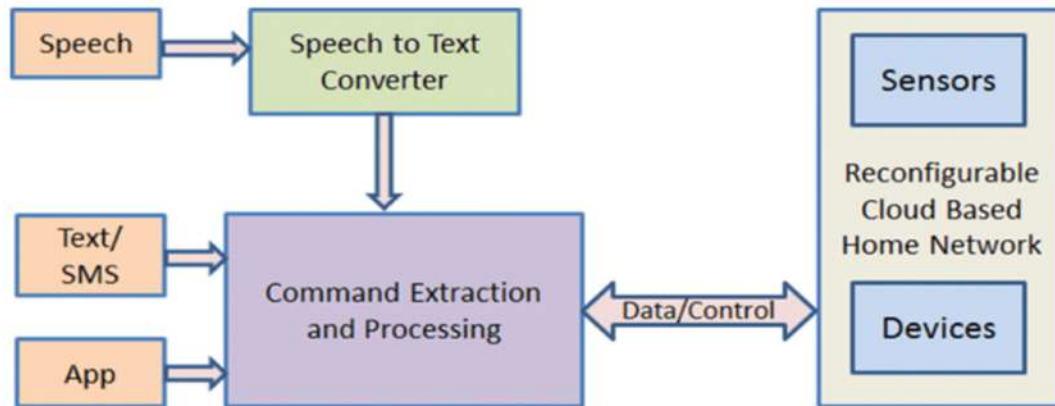 Speech
Speech to Text
Converter
Text/
SMS
App
Command Extraction
and Processing
Data/Control
Sensors
Reconfigurable
Cloud Based
Home Network
Devices